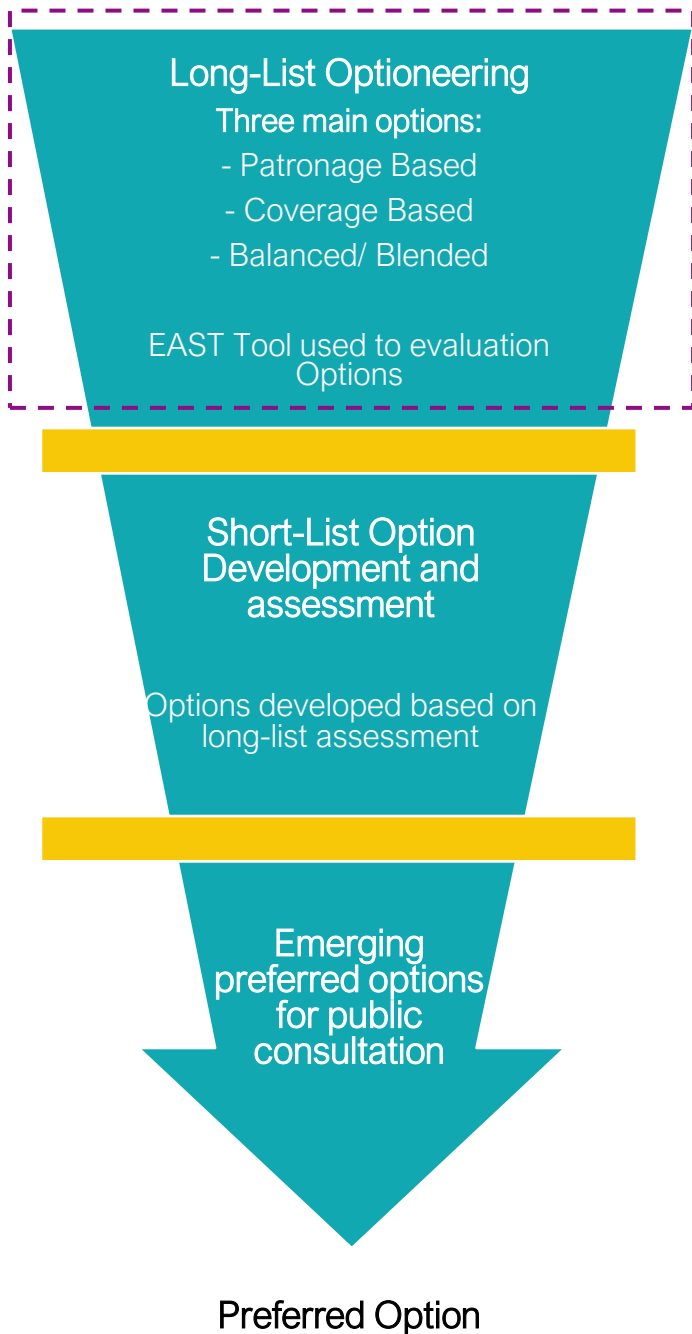 Long-List Optioneering
Three main options:
- Patronage Based
- Coverage Based
- Balanced/ Blended
EAST Tool used to evaluation
Options
Short-List Option
Development and
assessment
Options developed based on
long-list assessment
Emerging
preferred options
for public
consultation
Preferred Option